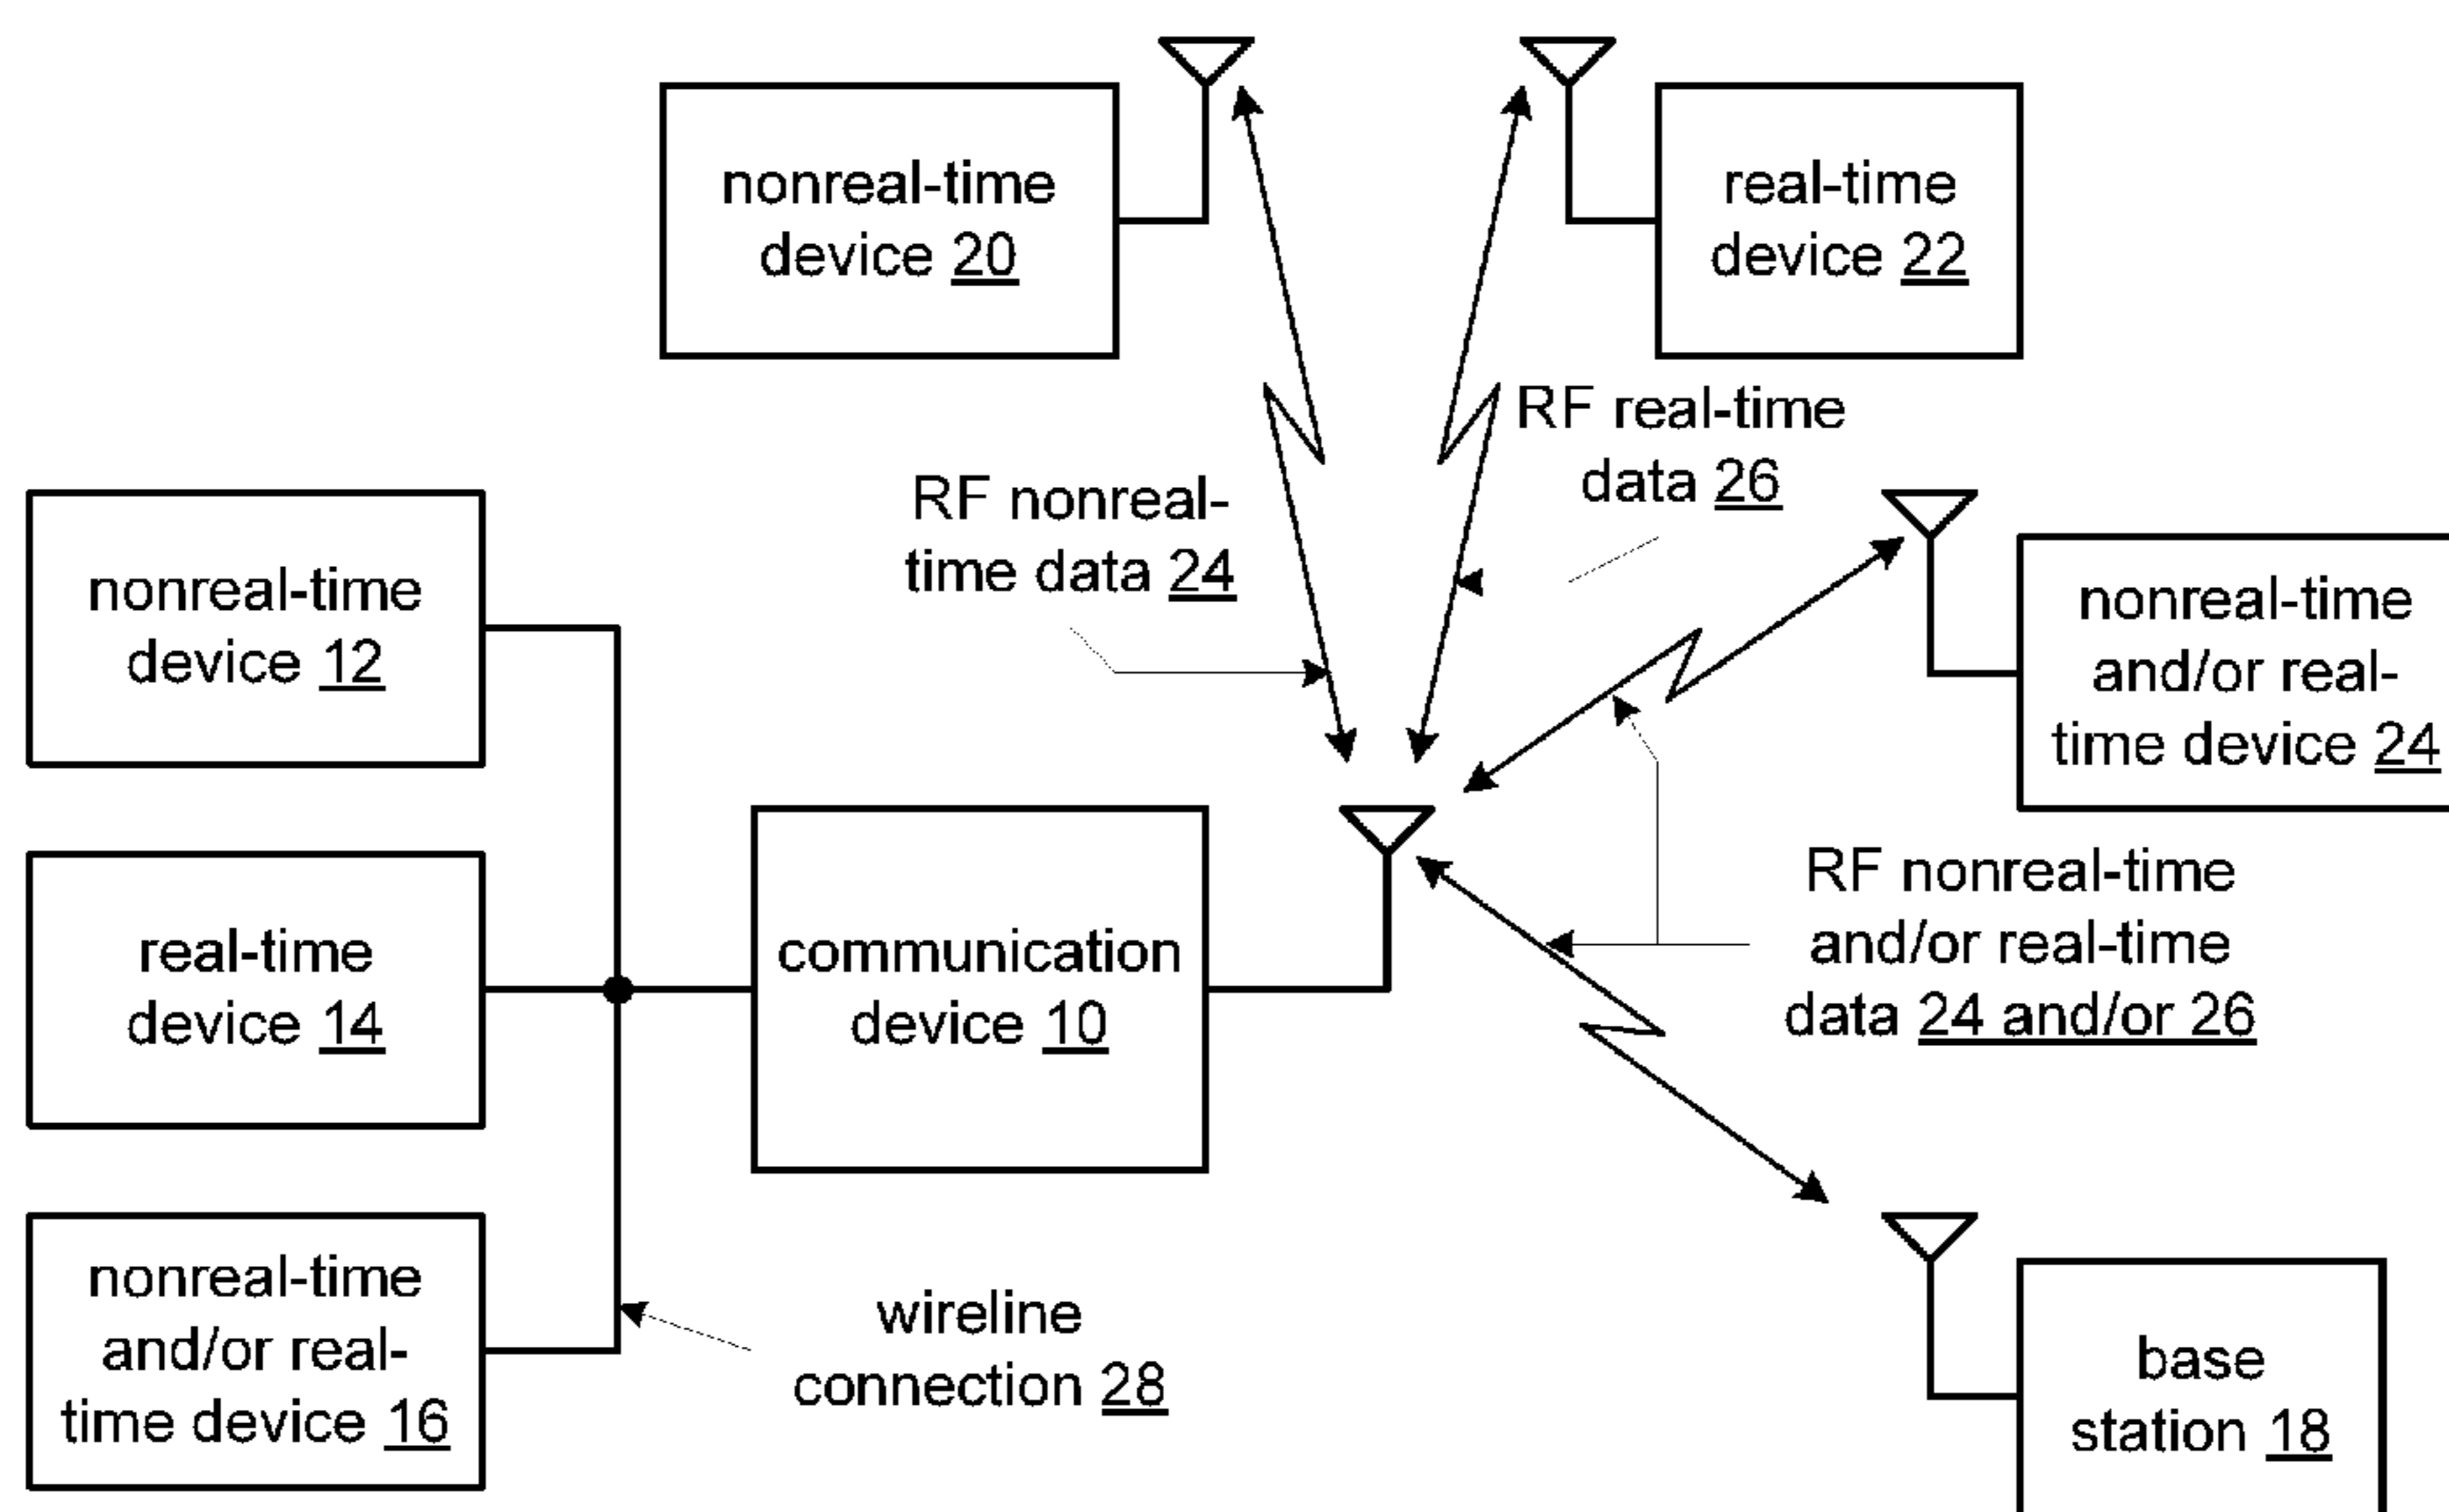 nonreal-time
device 20
real-time
device 22
RF real-time
data 26
RF nonreal-
time data 24
nonreal-time
device 12
nonreal-time
and/or real-
time device 24
real-time
device 14
communication
device 10
RF nonreal-time
and/or real-time
data 24 and/or 26
nonreal-time
and/or real-
time device 16
wireline
connection 28
base
station 18